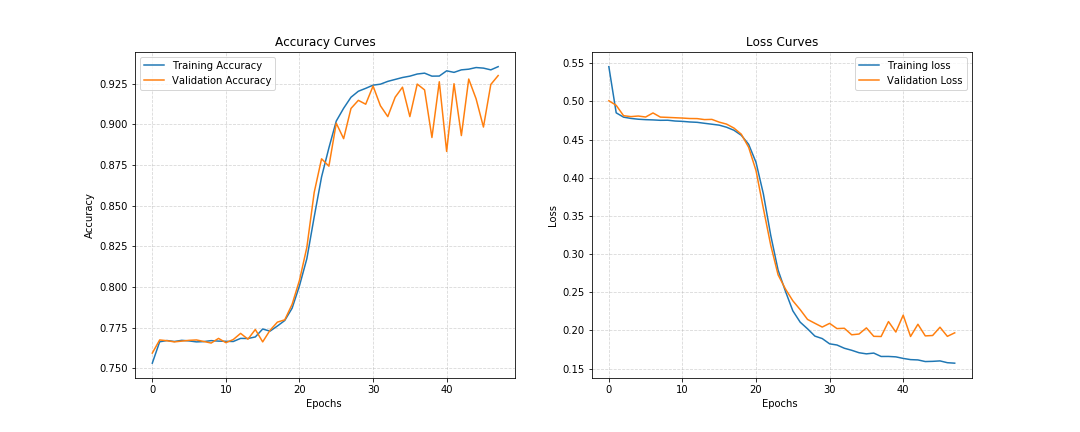 Accuracy Curves
Training Accuracy
Validation Accuracy
0.925
0.900
0.875
0.850
0.825
0.800
0.775
0.750
Accuracy
0 10 20 30 40
Epochs
Loss Curves
Training loss
Validation Loss
0.55
0.50
0.45
0.40
0.35
0.30
0.25
0.20
0.15
Loss
0 10 20 30 40
Epochs